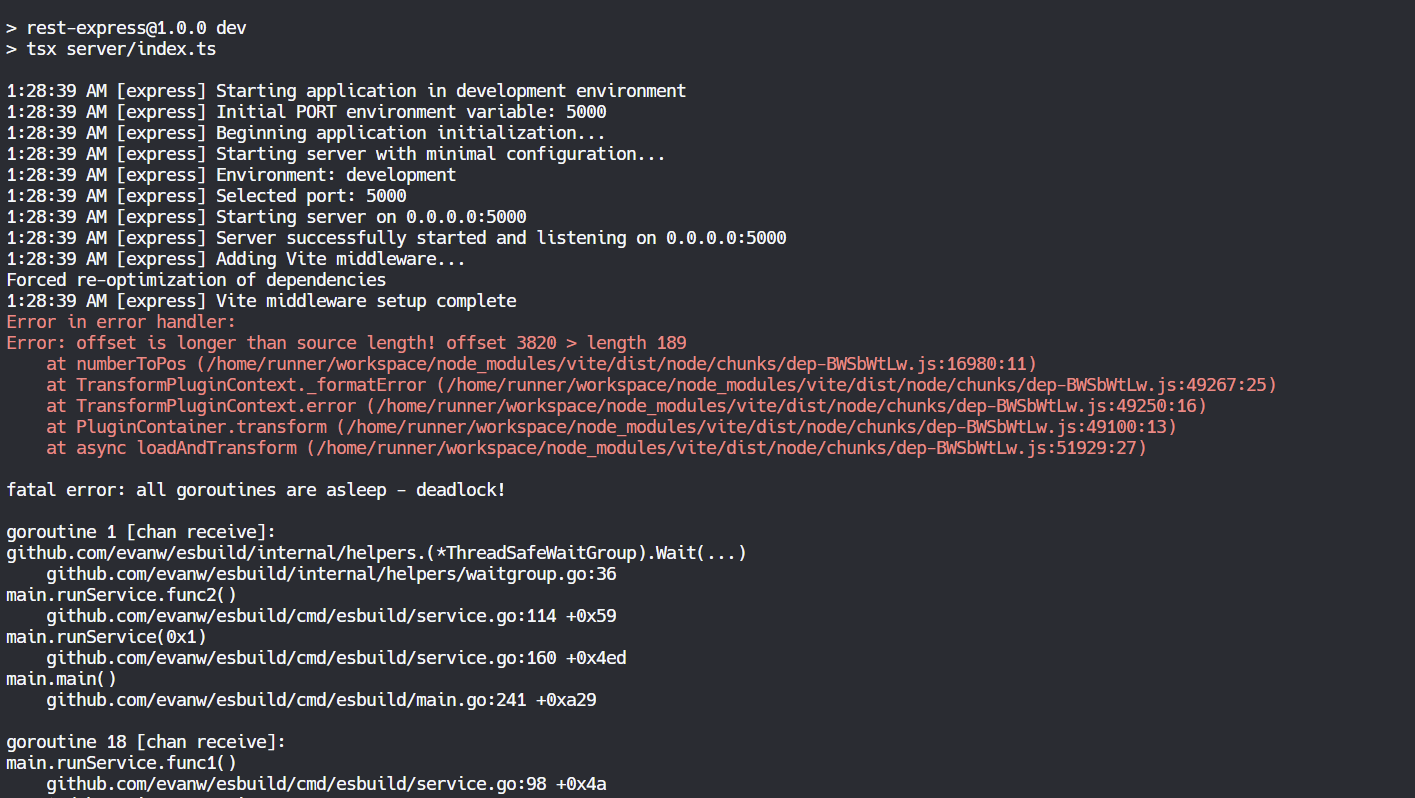 > rest-express@1.0.0 dev
> tsx server/index.ts
1:28:39 AM [express] Starting application in development environment
1:28:39 AM [express] Initial PORT environment variable: 5000
1:28:39 AM [express] Beginning application initialization...
1:28:39 AM [express] Starting server with minimal configuration...
1:28:39 AM [express] Environment: development
1:28:39 AM [express] Selected port: 5000
1:28:39 AM [express] Starting server on 0.0.0.0:5000
1:28:39 AM [express] Server successfully started and listening on 0.0.0.0:5000
1:28:39 AM [express] Adding Vite middleware...
Forced re-optimization of dependencies
1:28:39 AM [express] Vite middleware setup complete
Error in error handler:
Error: offset is longer than source length! offset 3820 > length 189
    at numberToPos (/home/runner/workspace/node_modules/vite/dist/node/chunks/dep-BWSbWtLw.js:16980:11)
    at TransformPluginContext._formatError (/home/runner/workspace/node_modules/vite/dist/node/chunks/dep-BWSbWtLw.js:49267:25)
    at TransformPluginContext.error (/home/runner/workspace/node_modules/vite/dist/node/chunks/dep-BWSbWtLw.js:49250:16)
    at PluginContainer.transform (/home/runner/workspace/node_modules/vite/dist/node/chunks/dep-BWSbWtLw.js:49100:13)
    at async loadAndTransform (/home/runner/workspace/node_modules/vite/dist/node/chunks/dep-BWSbWtLw.js:51929:27)
fatal error: all goroutines are asleep - deadlock!
goroutine 1 [chan receive]:
github.com/evanw/esbuild/internal/helpers.(*ThreadSafeWaitGroup).Wait(...)
    github.com/evanw/esbuild/internal/helpers/waitgroup.go:36
main.runService.func2()
    github.com/evanw/esbuild/cmd/esbuild/service.go:114 +0x59
main.runService(0x1)
    github.com/evanw/esbuild/cmd/esbuild/service.go:160 +0x4ed
main.main()
    github.com/evanw/esbuild/cmd/esbuild/main.go:241 +0xa29
goroutine 18 [chan receive]:
main.runService.func1()
    github.com/evanw/esbuild/cmd/esbuild/service.go:98 +0x4a